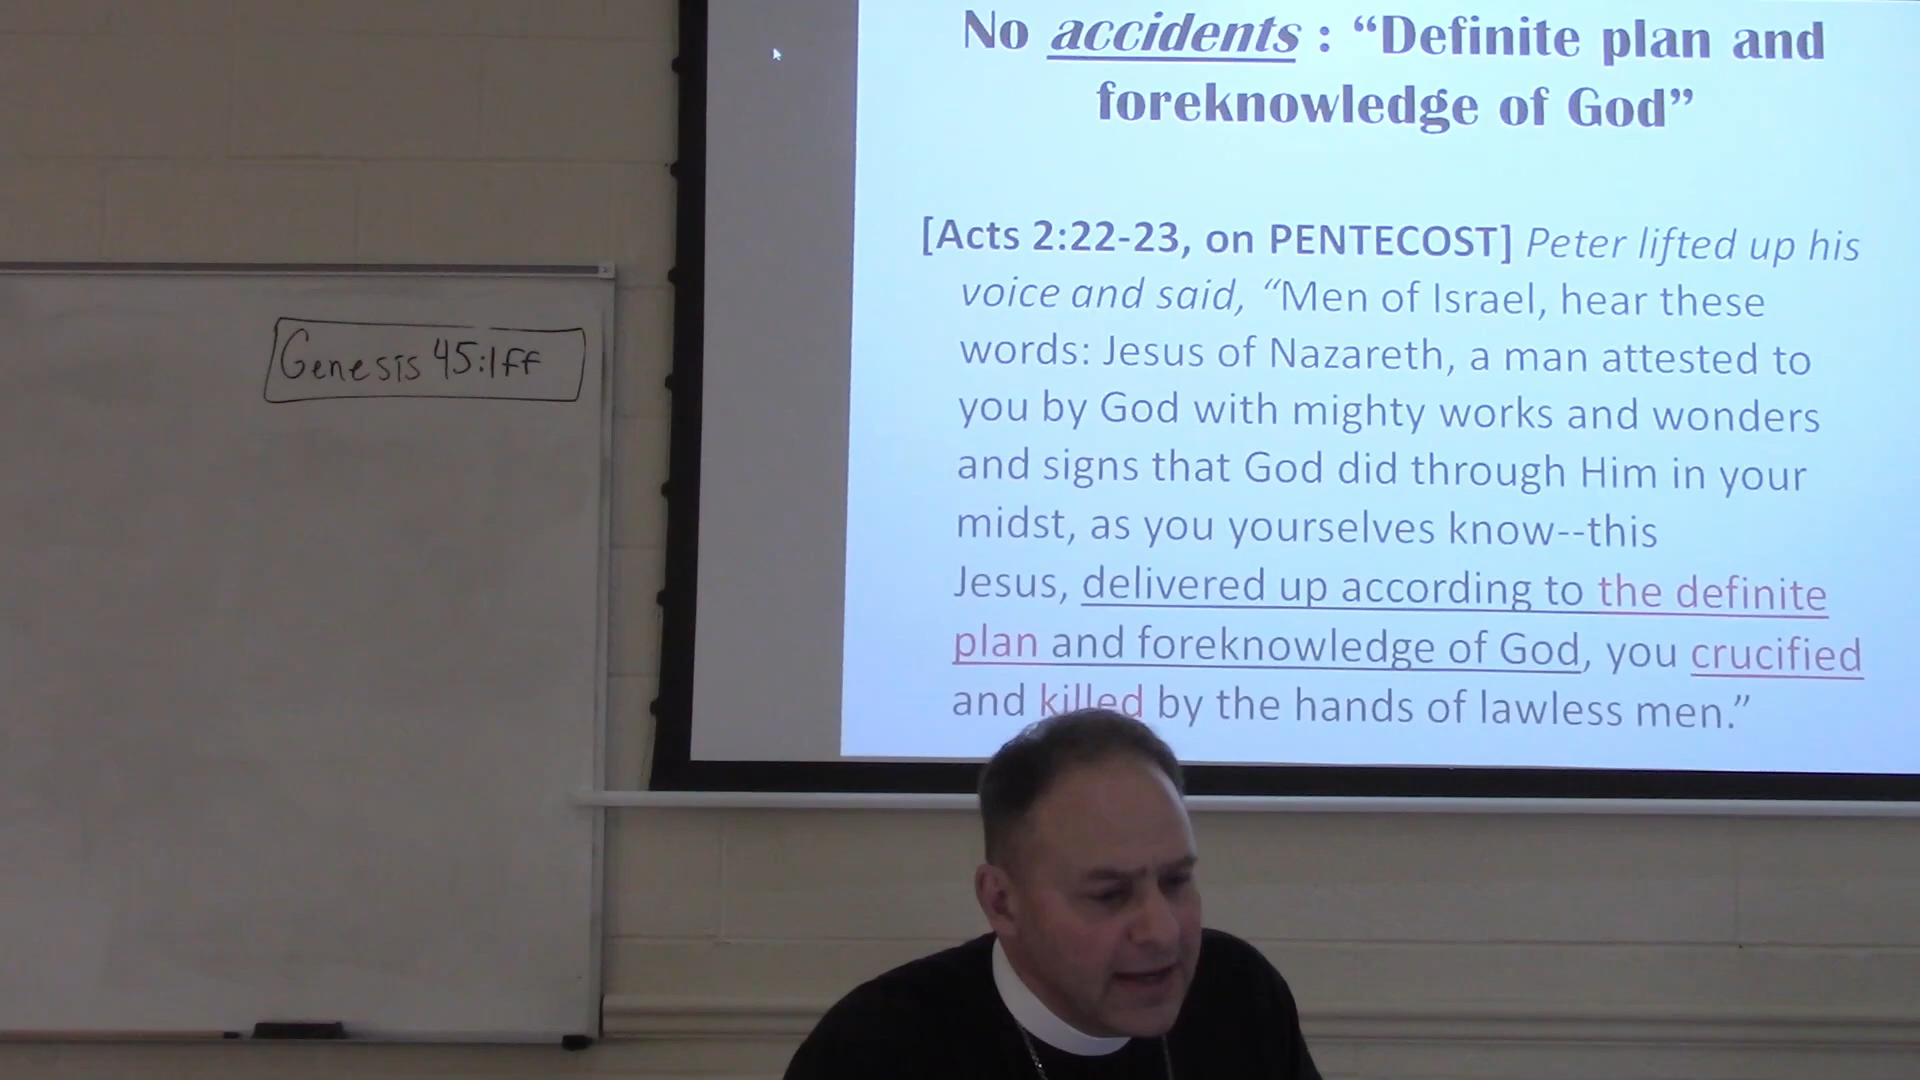 Genesis 45:1ff
No accidents : “Definite plan and
foreknowledge of God”
[Acts 2:22-23, on PENTECOST] Peter lifted up his
voice and said, “Men of Israel, hear these
words: Jesus of Nazareth, a man attested to
you by God with mighty works and wonders
and signs that God did through Him in your
midst, as you yourselves know--this
Jesus, delivered up according to the definite
plan and foreknowledge of God, you crucified
and killed by the hands of lawless men.”